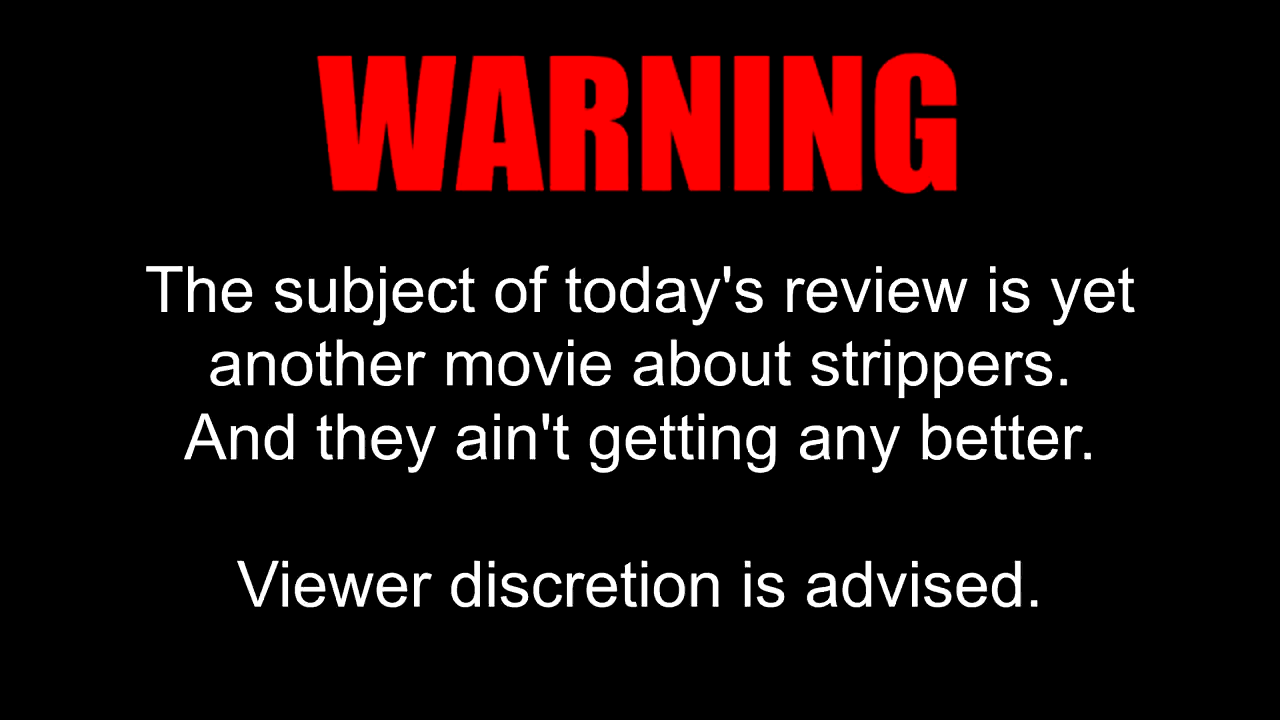 WARNING
The subject of today's review is yet
another movie about strippers.
And they ain't getting any better.
Viewer discretion is advised.